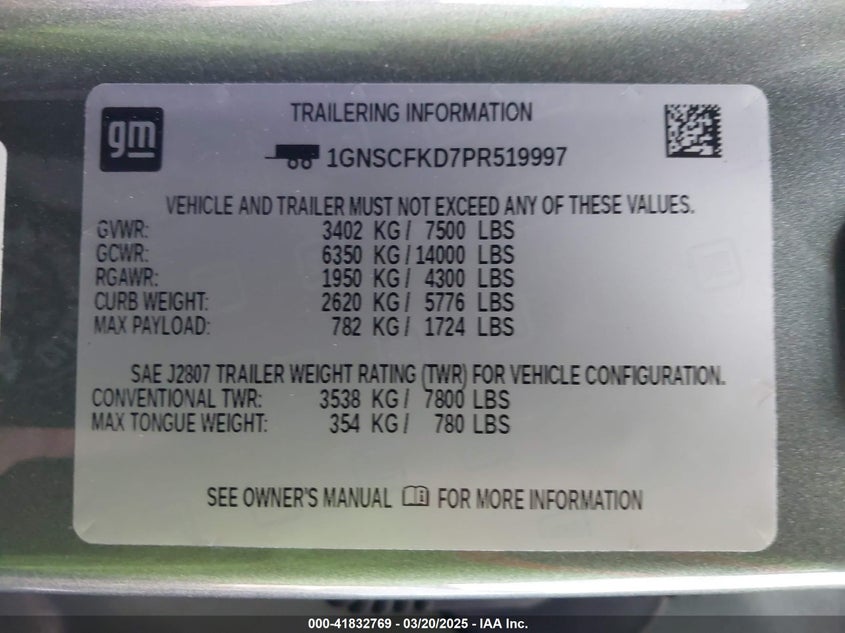 gm
TRAILERING INFORMATION
1GNSCFKD7PR519997
VEHICLE AND TRAILER MUST NOT EXCEED ANY OF THESE VALUES.
GVWR: 3402 KG / 7500 LBS
GCWR: 6350 KG / 14000 LBS
RGAWR: 1950 KG / 4300 LBS
CURB WEIGHT: 2620 KG / 5776 LBS
MAX PAYLOAD: 782 KG / 1724 LBS
SAE J2807 TRAILER WEIGHT RATING (TWR) FOR VEHICLE CONFIGURATION.
CONVENTIONAL TWR: 3538 KG / 7800 LBS
MAX TONGUE WEIGHT: 354 KG / 780 LBS
SEE OWNER'S MANUAL FOR MORE INFORMATION
000-41832769 — 03/20/2025 — IAA Inc.